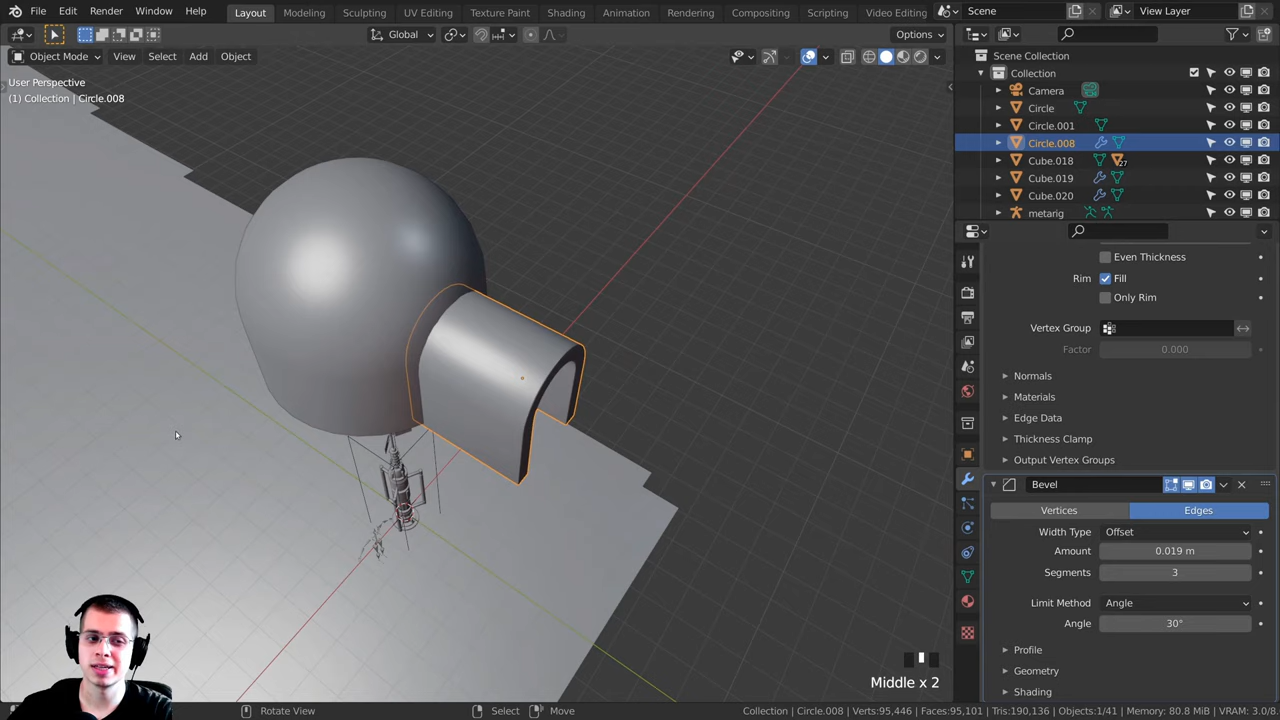 File Edit Render Window Help Layout Modeling Sculpting UV Editing Texture Paint Shading Animation Rendering Compositing Scripting Video Editing Scene View Layer
Global Options
Object Mode View Select Add Object
User Perspective
(1) Collection | Circle.008
Scene Collection
Collection
Camera
Circle
Circle.001
Circle.008
Cube.018 27
Cube.019
Cube.020
metarig
Even Thickness
Rim Fill
Only Rim
Vertex Group
Factor 0.000
Normals
Materials
Edge Data
Thickness Clamp
Output Vertex Groups
Bevel
Vertices Edges
Width Type Offset
Amount 0.019 m
Segments 3
Limit Method Angle
Angle 30°
Profile
Geometry
Shading
Middle x 2
Rotate View Select Move Collection | Circle.008 | Verts:95,446 | Faces:95,101 | Tris:190,136 | Objects:1/41 | Memory: 80.8 MiB | VRAM: 3.0/8